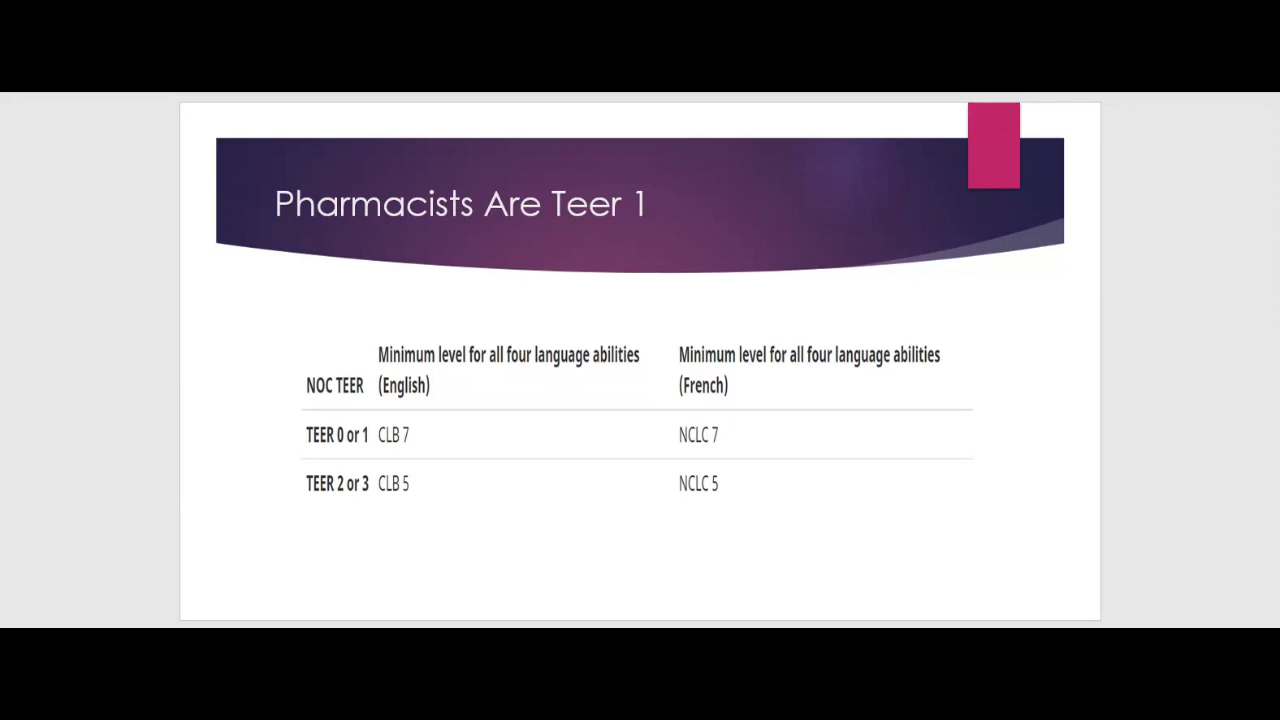 Pharmacists Are Teer 1
Minimum level for all four language abilities Minimum level for all four language abilities
NOC TEER (English) (French)
TEER 0 or 1 CLB 7 NCLC 7
TEER 2 or 3 CLB 5 NCLC 5